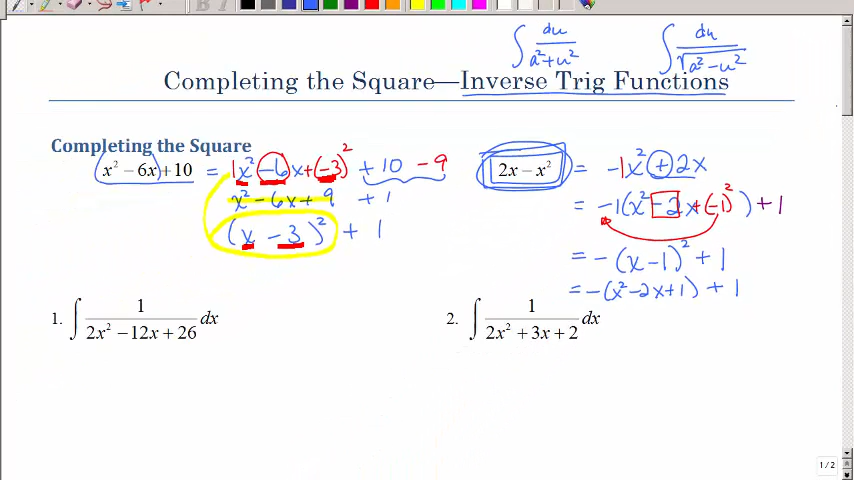 ∫ du/(a² + u²)   ∫ du/√(a² − u²)
Completing the Square—Inverse Trig Functions
Completing the Square
x² − 6x + 10 = 1x² − 6x + (−3)² + 10 − 9
x² − 6x + 9 + 1
(x − 3)² + 1
2x − x² = −1x² + 2x
= −1(x² − 2x + (−1)²) + 1
= −(x − 1)² + 1
= −(x² − 2x + 1) + 1
1. ∫ 1/(2x² − 12x + 26) dx
2. ∫ 1/(2x² + 3x + 2) dx
1/2